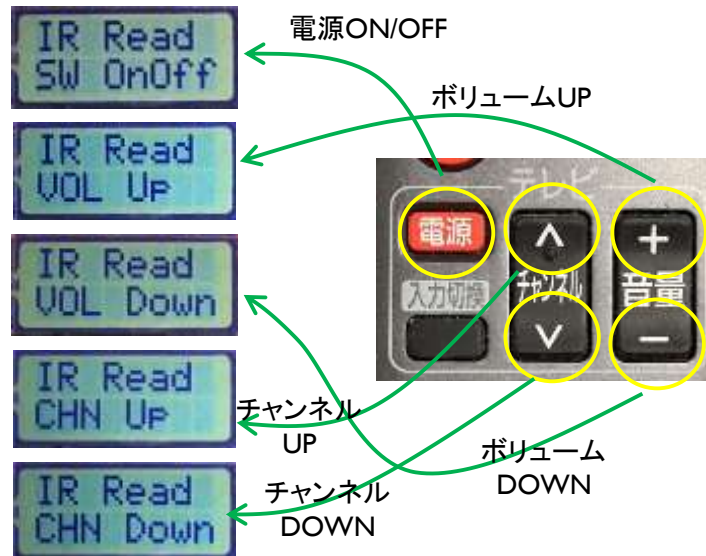 IR Read
SW OnOff
電源ON/OFF
IR Read
VOL Up
ボリュームUP
IR Read
VOL Down
IR Read
CHN Up
チャンネル
UP
IR Read
CHN Down
チャンネル
DOWN
ボリューム
DOWN
テレビ
電源
入力切換
チャンネル
+
音量
-